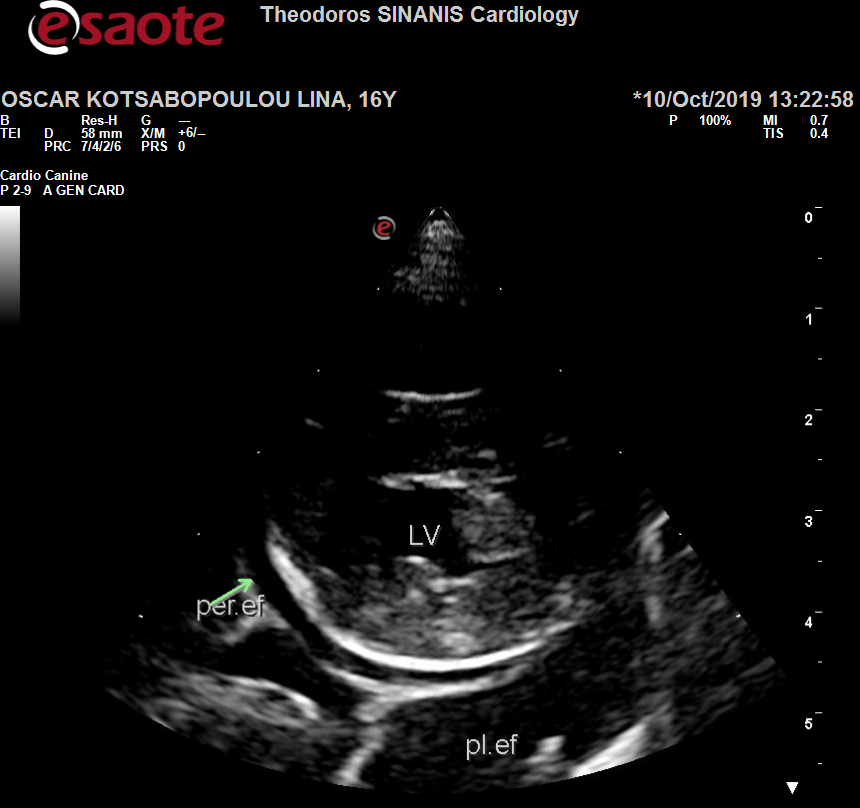 esaote
Theodoros SINANIS Cardiology
OSCAR KOTSABOPOULOU LINA, 16Y *10/Oct/2019 13:22:58
B Res-H G --- P 100% MI 0.7
TEI D 58 mm X/M +6/-- TIS 0.4
PRC 7/4/2/6 PRS 0
Cardio Canine
P 2-9 A GEN CARD
e
0
1
2
3
LV
per.ef
4
5
pl.ef